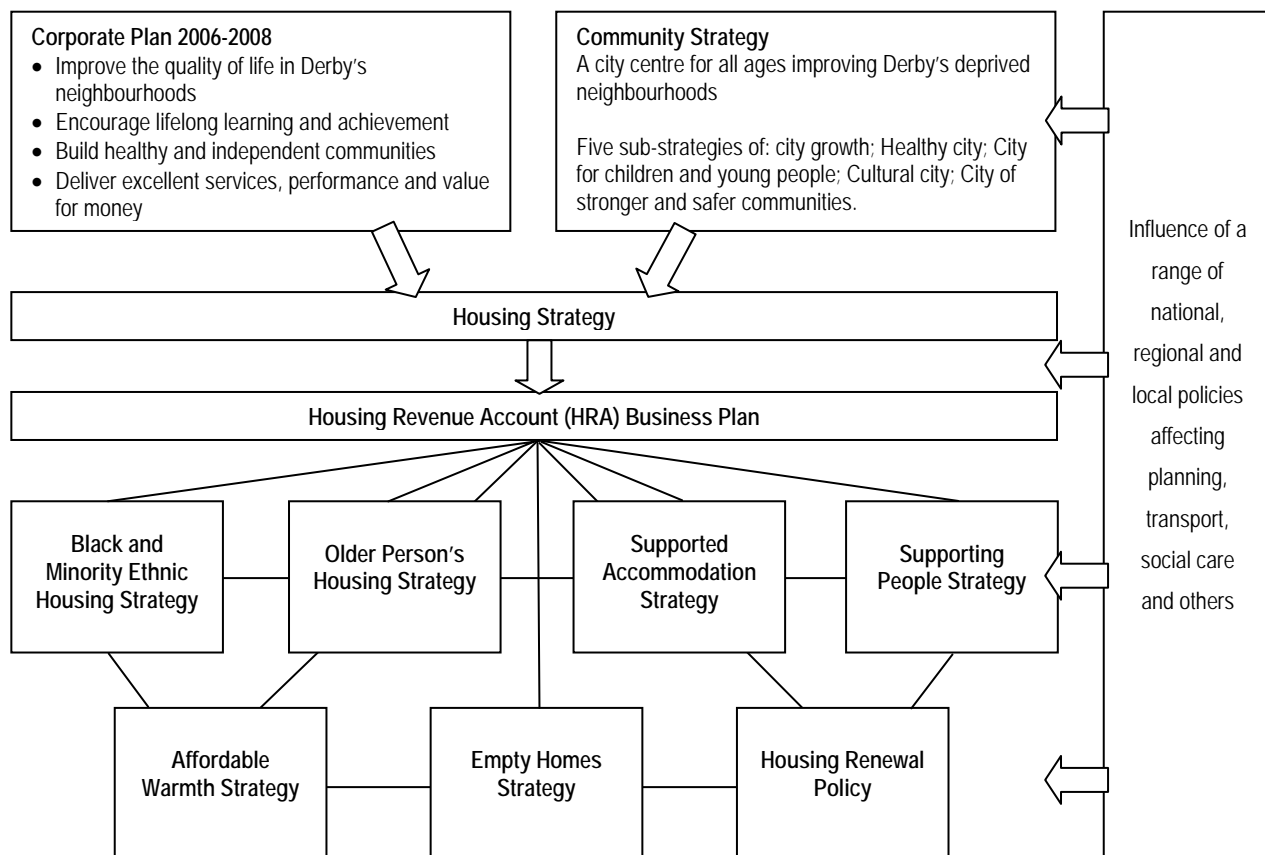 Corporate Plan 2006-2008
• Improve the quality of life in Derby's
neighbourhoods
• Encourage lifelong learning and achievement
• Build healthy and independent communities
• Deliver excellent services, performance and value
for money
Community Strategy
A city centre for all ages improving Derby's deprived
neighbourhoods
Five sub-strategies of: city growth; Healthy city; City
for children and young people; Cultural city; City of
stronger and safer communities.
Influence of a
range of
national,
regional and
local policies
affecting
planning,
transport,
social care
and others
Housing Strategy
Housing Revenue Account (HRA) Business Plan
Black and
Minority Ethnic
Housing Strategy
Older Person's
Housing Strategy
Supported
Accommodation
Strategy
Supporting
People Strategy
Affordable
Warmth Strategy
Empty Homes
Strategy
Housing Renewal
Policy